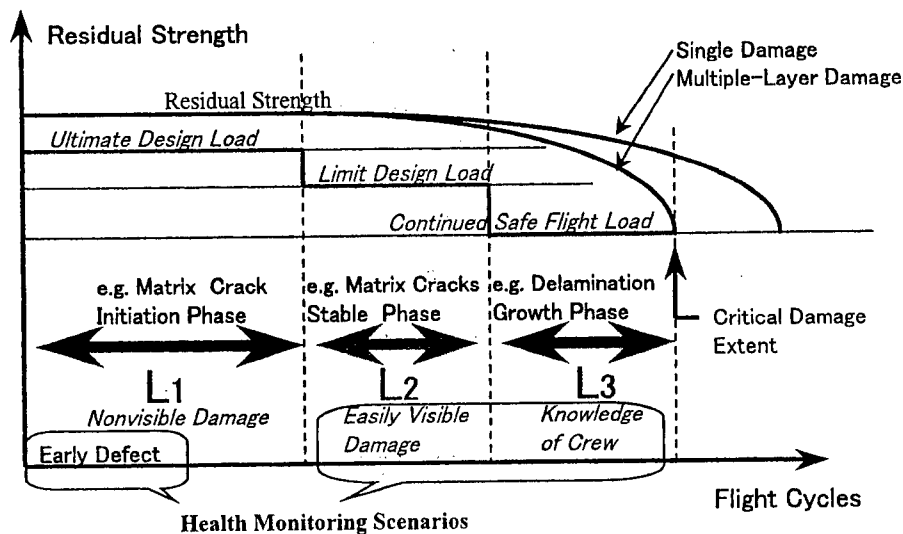 Residual Strength
Single Damage
Multiple-Layer Damage
Residual Strength
Ultimate Design Load
Limit Design Load
Continued Safe Flight Load
e.g. Matrix Crack
Initiation Phase
e.g. Matrix Cracks
Stable Phase
e.g. Delamination
Growth Phase
Critical Damage
Extent
L1
L2
L3
Nonvisible Damage
Easily Visible
Damage
Knowledge
of Crew
Early Defect
Flight Cycles
Health Monitoring Scenarios